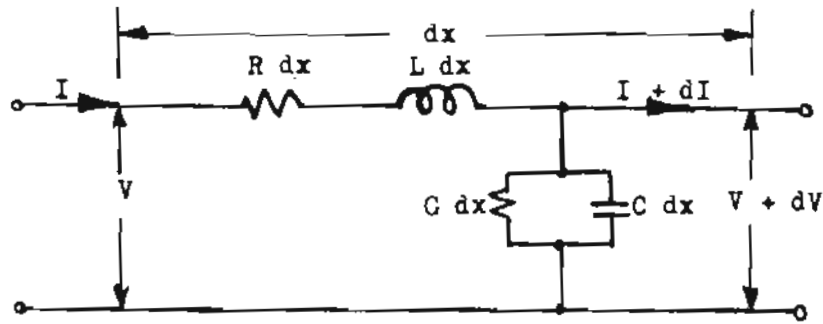 dx
R dx L dx
I I + dI
V G dx C dx V + dV